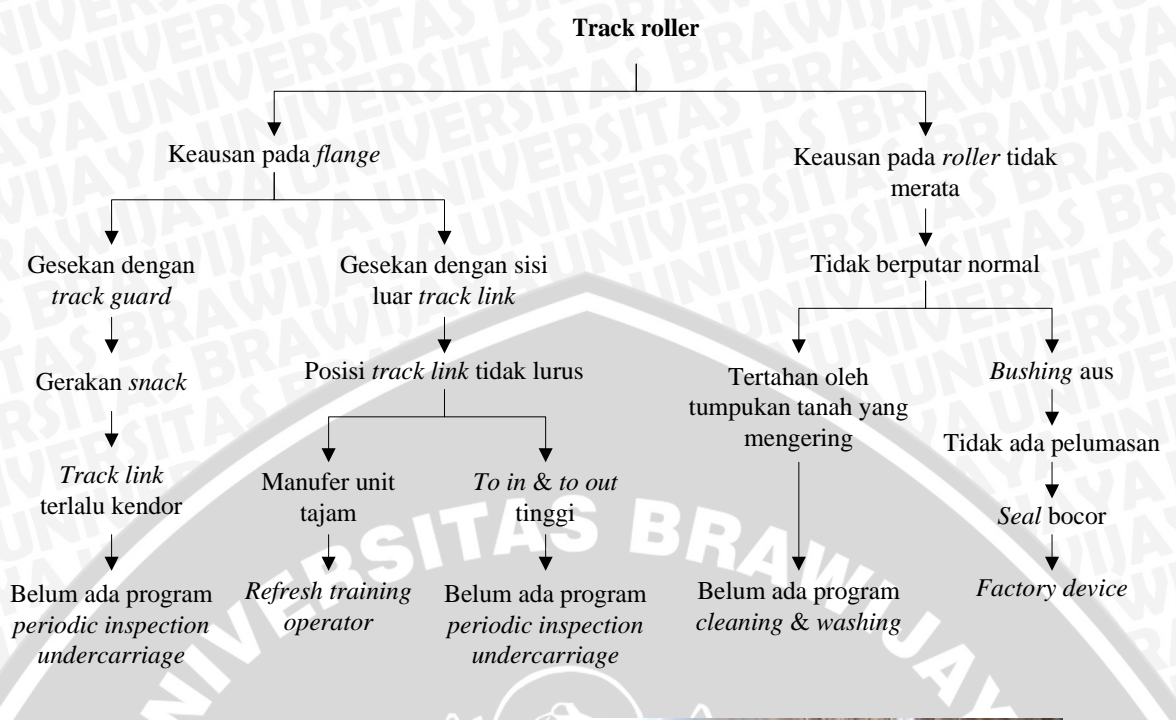 Track roller
Keausan pada flange
Keausan pada roller tidak
merata
Gesekan dengan
track guard
Gesekan dengan sisi
luar track link
Tidak berputar normal
Gerakan snack
Posisi track link tidak lurus
Tertahan oleh
tumpukan tanah yang
mengering
Bushing aus
Tidak ada pelumasan
Track link
terlalu kendor
Manufer unit
tajam
To in & to out
tinggi
Seal bocor
Belum ada program
periodic inspection
undercarriage
Refresh training
operator
Belum ada program
periodic inspection
undercarriage
Belum ada program
cleaning & washing
Factory device
UNIVERSITAS BRAWIJAYA